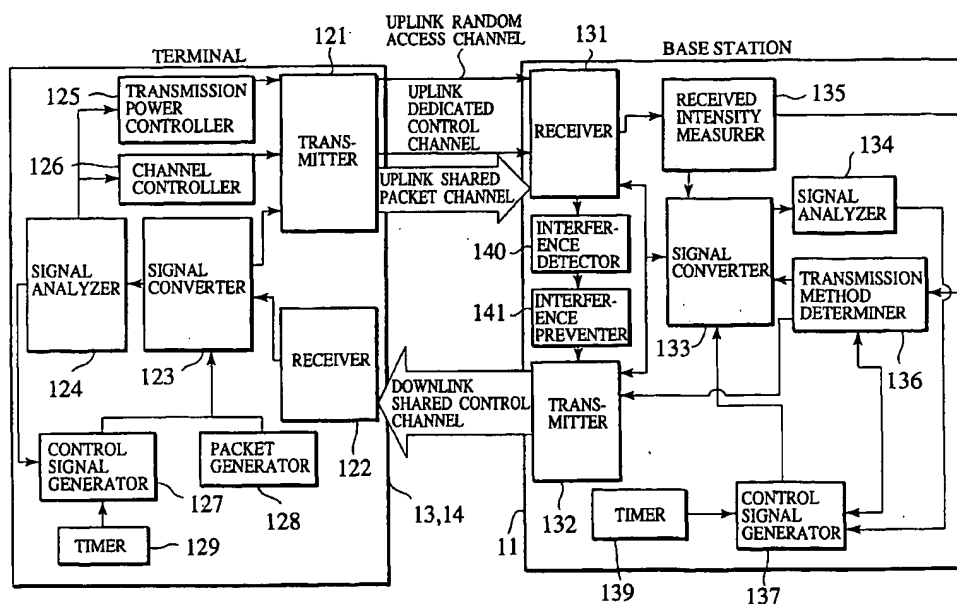 UPLINK RANDOM
ACCESS CHANNEL
TERMINAL
121
131
BASE STATION
125
TRANSMISSION
POWER
CONTROLLER
126
CHANNEL
CONTROLLER
TRANS-
MITTER
UPLINK
DEDICATED
CONTROL
CHANNEL
UPLINK SHARED
PACKET CHANNEL
RECEIVER
RECEIVED
INTENSITY
MEASURER
135
134
SIGNAL
ANALYZER
SIGNAL
ANALYZER
124
SIGNAL
CONVERTER
123
RECEIVER
122
140
INTERFER-
ENCE
DETECTOR
141
INTERFER-
ENCE
PREVENTER
SIGNAL
CONVERTER
133
TRANSMISSION
METHOD
DETERMINER
136
DOWNLINK
SHARED CONTROL
CHANNEL
TRANS-
MITTER
132
CONTROL
SIGNAL
GENERATOR
127
PACKET
GENERATOR
128
TIMER
129
13,14
11
TIMER
139
CONTROL
SIGNAL
GENERATOR
137